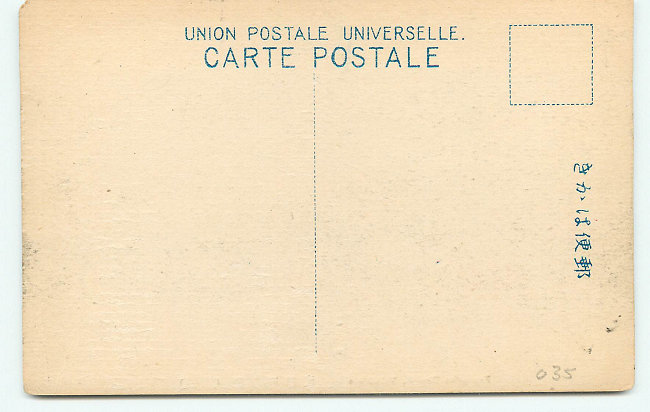 UNION POSTALE UNIVERSELLE.
CARTE POSTALE
郵便はかき
035